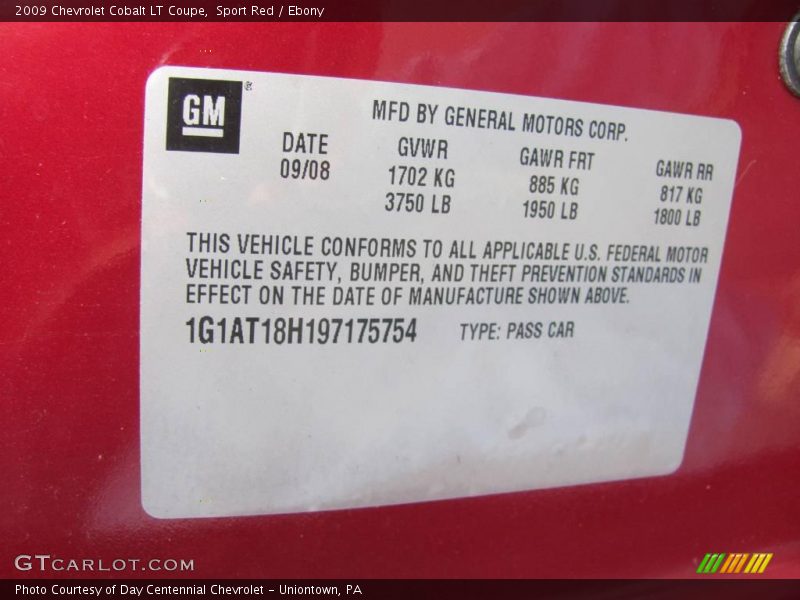 2009 Chevrolet Cobalt LT Coupe, Sport Red / Ebony
GM ®
MFD BY GENERAL MOTORS CORP.
DATE GVWR GAWR FRT GAWR RR
09/08 1702 KG 885 KG 817 KG
3750 LB 1950 LB 1800 LB
THIS VEHICLE CONFORMS TO ALL APPLICABLE U.S. FEDERAL MOTOR
VEHICLE SAFETY, BUMPER, AND THEFT PREVENTION STANDARDS IN
EFFECT ON THE DATE OF MANUFACTURE SHOWN ABOVE.
1G1AT18H197175754 TYPE: PASS CAR
GTCARLOT.COM
Photo Courtesy of Day Centennial Chevrolet - Uniontown, PA